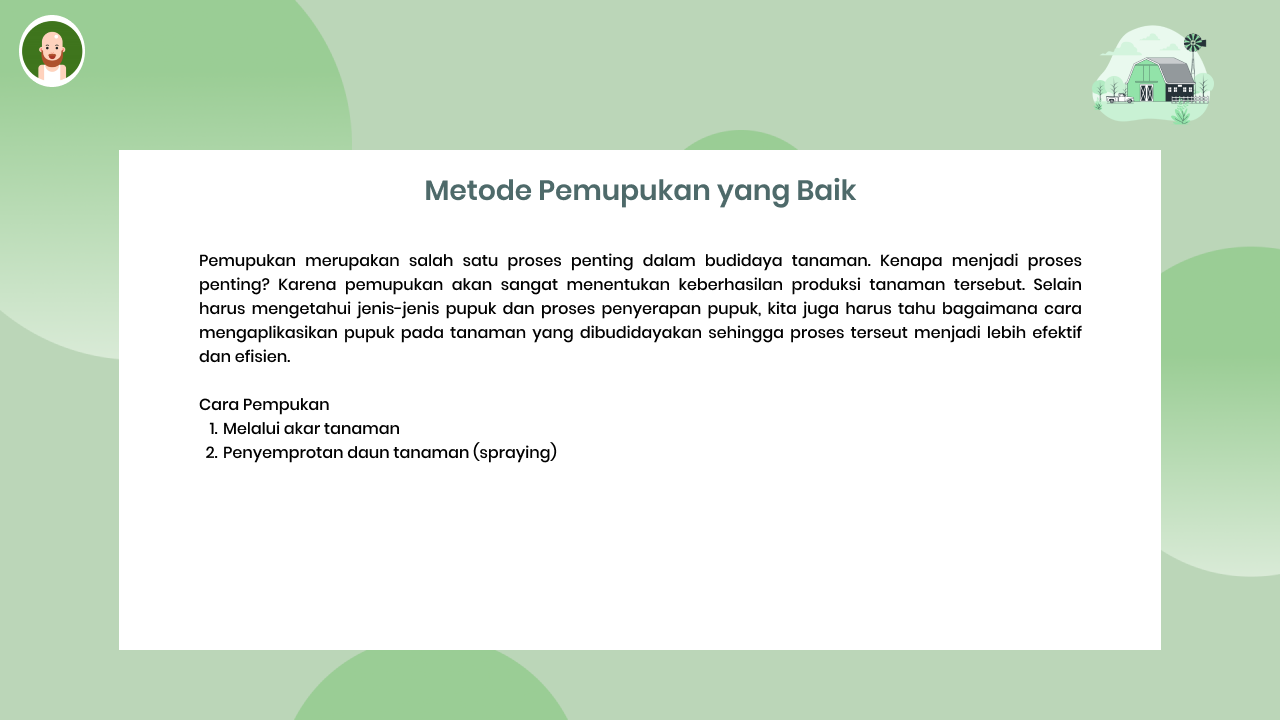 Metode Pemupukan yang Baik
Pemupukan merupakan salah satu proses penting dalam budidaya tanaman. Kenapa menjadi proses
penting? Karena pemupukan akan sangat menentukan keberhasilan produksi tanaman tersebut. Selain
harus mengetahui jenis-jenis pupuk dan proses penyerapan pupuk, kita juga harus tahu bagaimana cara
mengaplikasikan pupuk pada tanaman yang dibudidayakan sehingga proses terseut menjadi lebih efektif
dan efisien.
Cara Pempukan
1. Melalui akar tanaman
2. Penyemprotan daun tanaman (spraying)